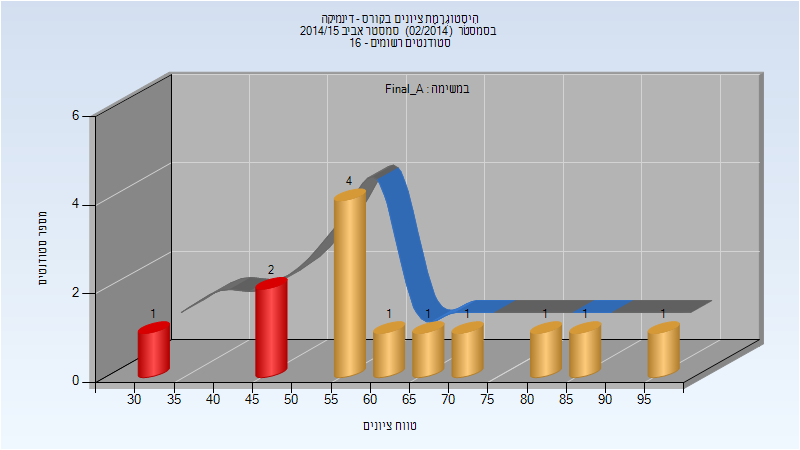 היסטוגרמת ציונים בקורס - דינמיקה
בסמסטר (02/2014) סמסטר אביב 2014/15
סטודנטים רשומים - 16
במשימה : Final_A
מספר סטודנטים
6
4
2
0
1
2
4
1
1
1
1
1
1
30 35 40 45 50 55 60 65 70 75 80 85 90 95
טווח ציונים